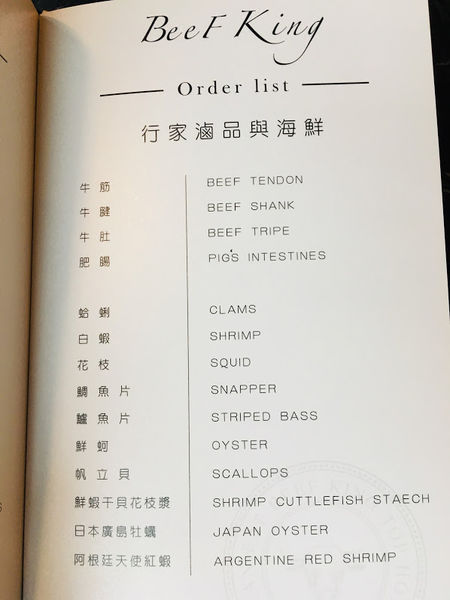 BeeF King
Order list
行家滷品與海鮮
牛筋 BEEF TENDON
牛腱 BEEF SHANK
牛肚 BEEF TRIPE
肥腸 PIG'S INTESTINES
蛤蜊 CLAMS
白蝦 SHRIMP
花枝 SQUID
鯛魚片 SNAPPER
鱸魚片 STRIPED BASS
鮮蚵 OYSTER
帆立貝 SCALLOPS
鮮蝦干貝花枝漿 SHRIMP CUTTLEFISH STAECH
日本廣島牡蠣 JAPAN OYSTER
阿根廷天使紅蝦 ARGENTINE RED SHRIMP